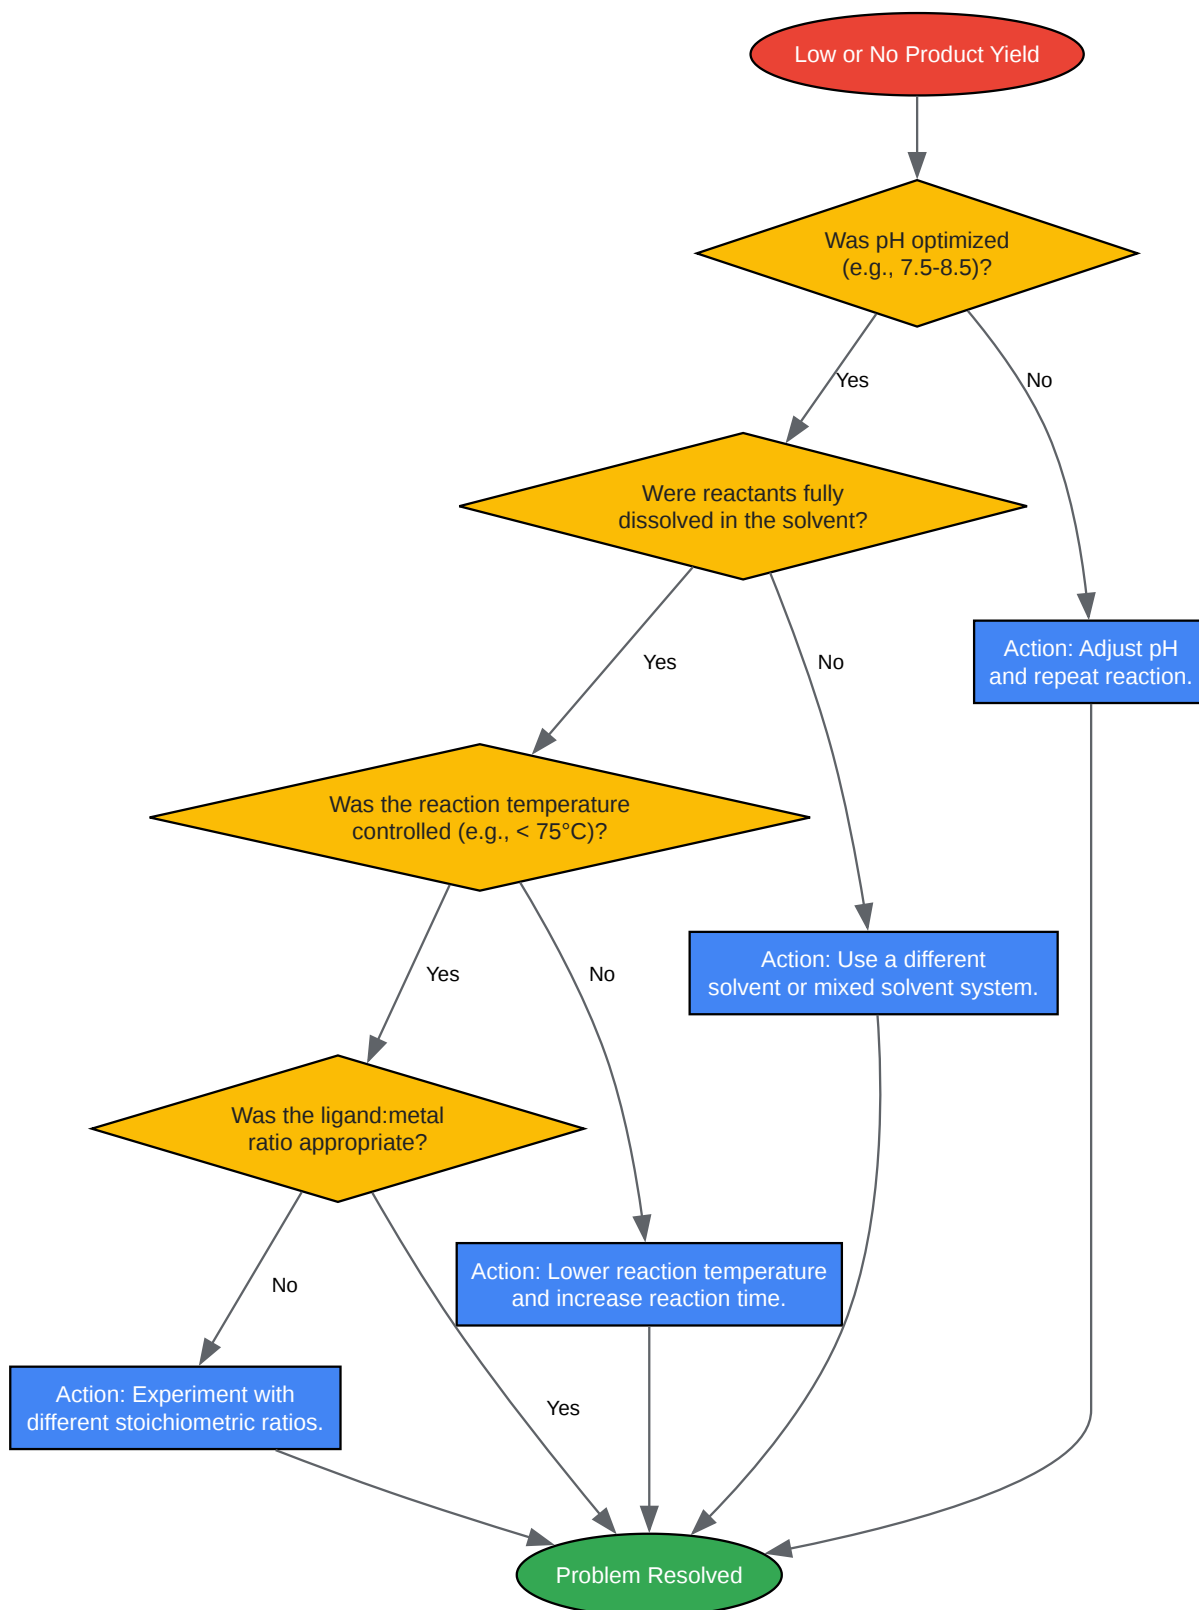 Low or No Product Yield
Was pH optimized
(e.g., 7.5-8.5)?
Yes
No
Were reactants fully
dissolved in the solvent?
Yes
No
Action: Adjust pH
and repeat reaction.
Was the reaction temperature
controlled (e.g., < 75°C)?
Yes
No
Action: Use a different
solvent or mixed solvent system.
Was the ligand:metal
ratio appropriate?
No
Yes
Action: Lower reaction temperature
and increase reaction time.
Action: Experiment with
different stoichiometric ratios.
Problem Resolved